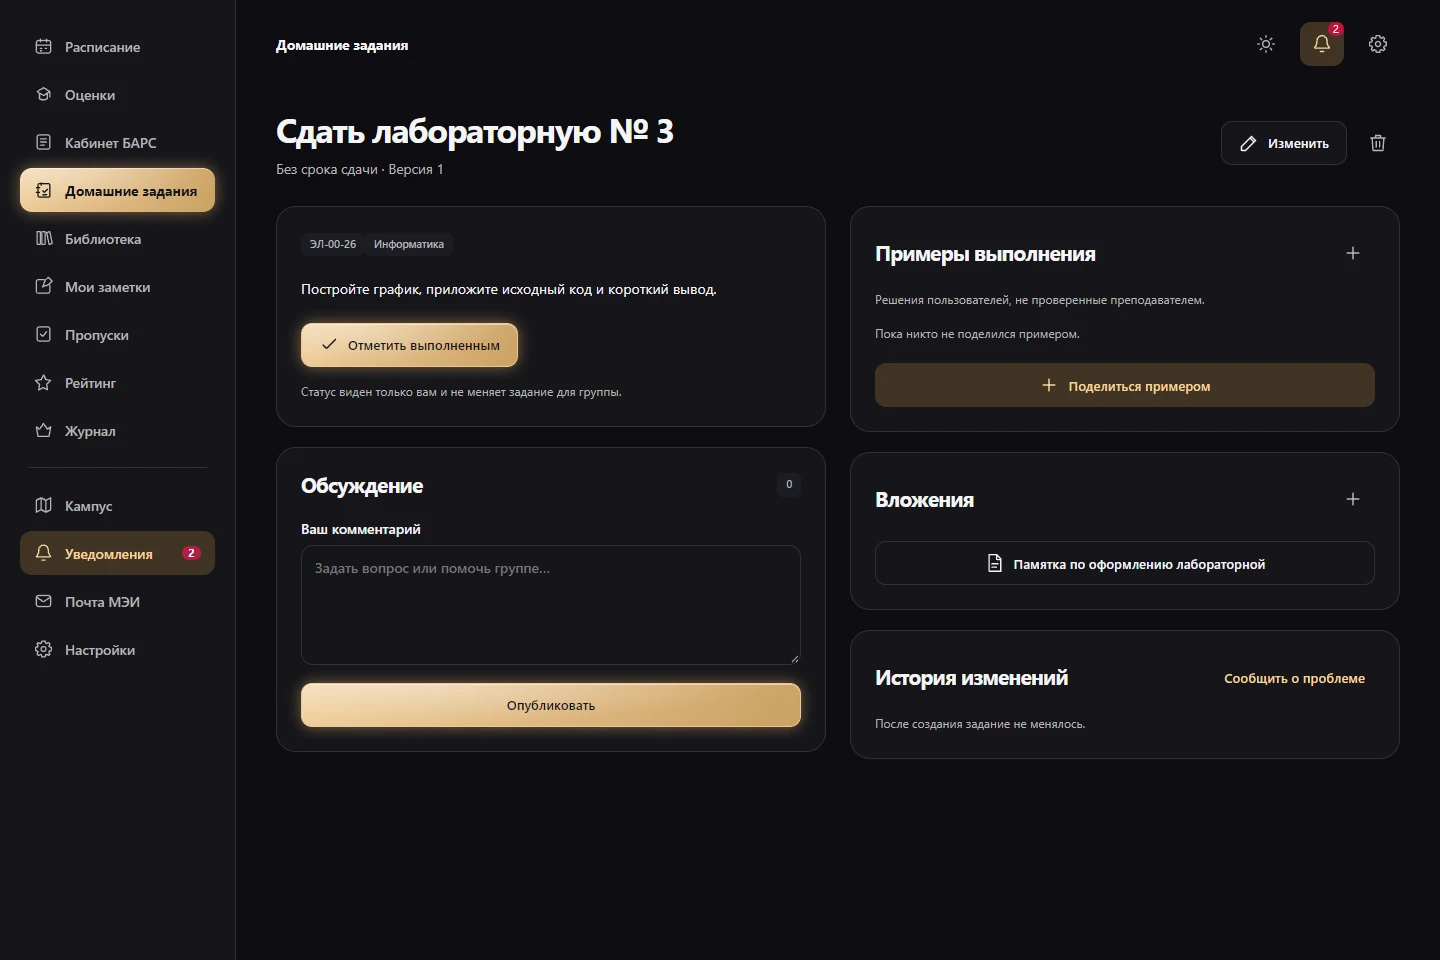 Расписание
Оценки
Кабинет БАРС
Домашние задания
Библиотека
Мои заметки
Пропуски
Рейтинг
Журнал
Кампус
Уведомления 2
Почта МЭИ
Настройки
Домашние задания
2
Сдать лабораторную № 3
Без срока сдачи · Версия 1
Изменить
ЭЛ-00-26 Информатика
Постройте график, приложите исходный код и короткий вывод.
Отметить выполненным
Статус виден только вам и не меняет задание для группы.
Обсуждение 0
Ваш комментарий
Задать вопрос или помочь группе...
Опубликовать
Примеры выполнения
Решения пользователей, не проверенные преподавателем.
Пока никто не поделился примером.
Поделиться примером
Вложения
Памятка по оформлению лабораторной
История изменений Сообщить о проблеме
После создания задание не менялось.